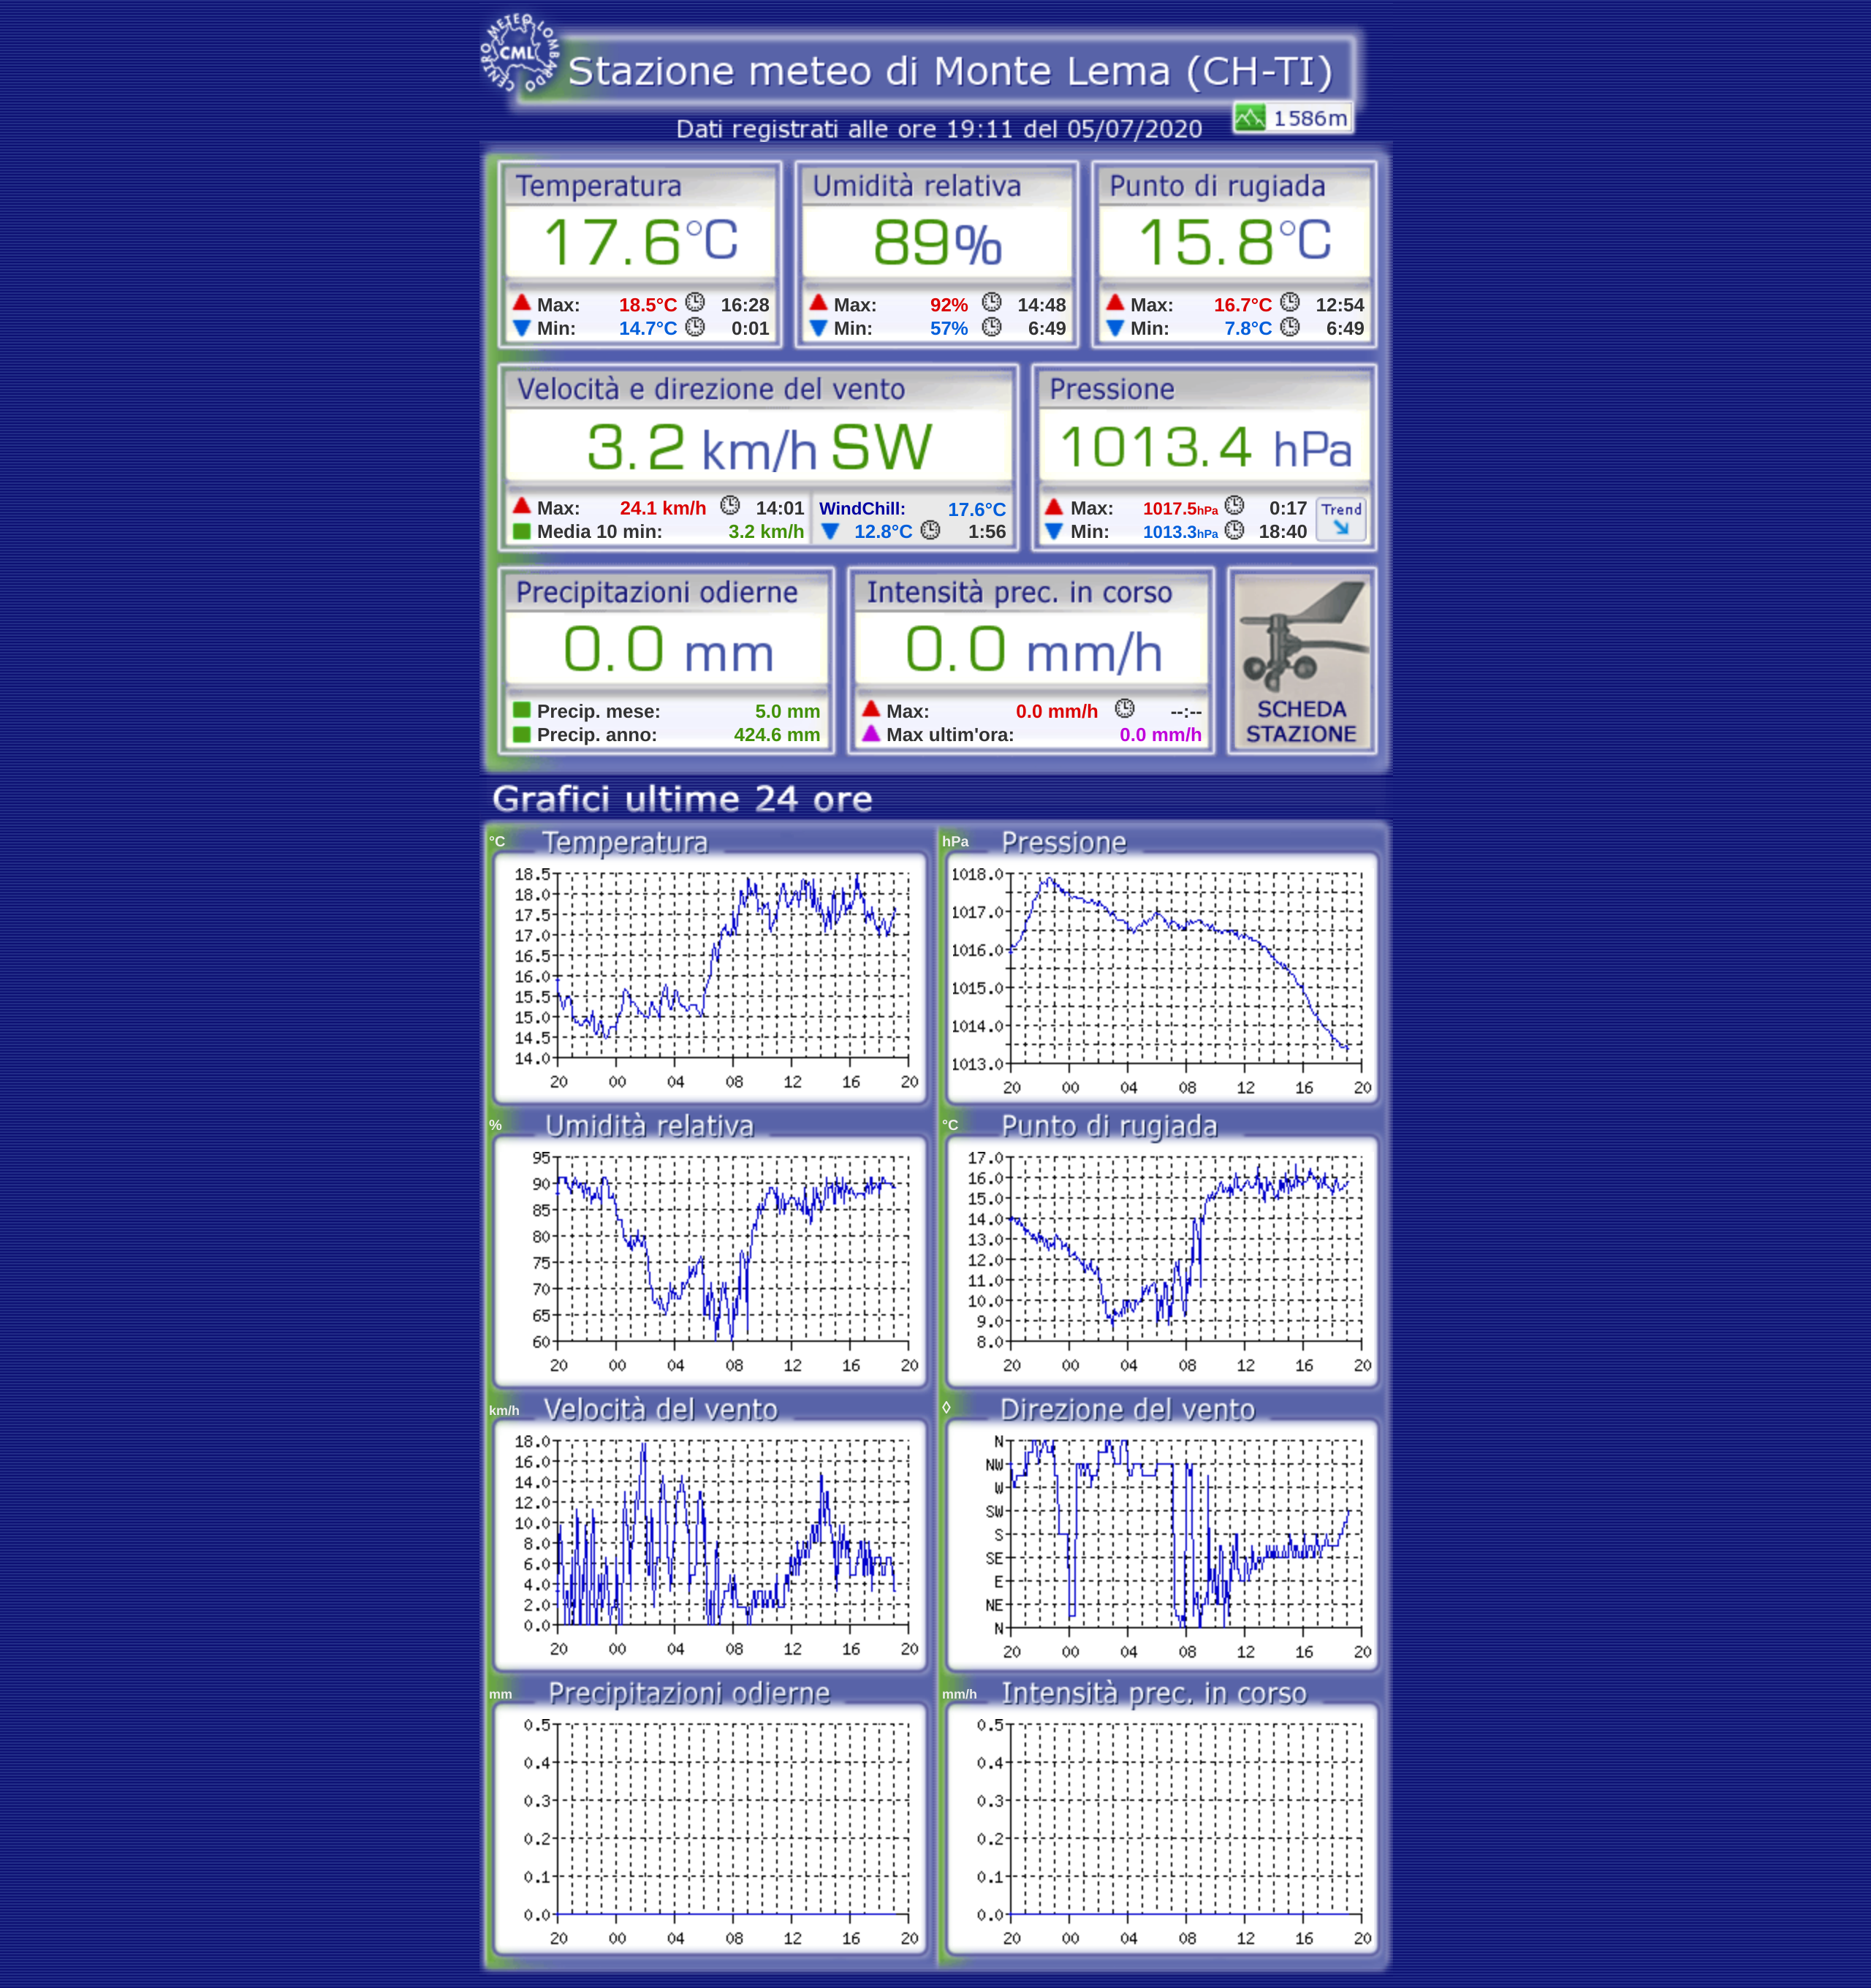 CENTRO METEO LOMBARDO
CML
Stazione meteo di Monte Lema (CH-TI)
1586m
Dati registrati alle ore 19:11 del 05/07/2020
Temperatura Umidità relativa Punto di rugiada
17.6°C 89% 15.8°C
Max: 18.5°C 16:28 Max: 92% 14:48 Max: 16.7°C 12:54
Min: 14.7°C 0:01 Min: 57% 6:49 Min: 7.8°C 6:49
Velocità e direzione del vento Pressione
3.2 km/h SW 1013.4 hPa
Max: 24.1 km/h 14:01 WindChill: 17.6°C Max: 1017.5hPa 0:17 Trend
Media 10 min: 3.2 km/h 12.8°C 1:56 Min: 1013.3hPa 18:40
Precipitazioni odierne Intensità prec. in corso
0.0 mm 0.0 mm/h
Precip. mese: 5.0 mm Max: 0.0 mm/h --:-- SCHEDA
Precip. anno: 424.6 mm Max ultim'ora: 0.0 mm/h STAZIONE
Grafici ultime 24 ore
°C Temperatura
18.5
18.0
17.5
17.0
16.5
16.0
15.5
15.0
14.5
14.0
20 00 04 08 12 16 20
hPa Pressione
1018.0
1017.0
1016.0
1015.0
1014.0
1013.0
20 00 04 08 12 16 20
% Umidità relativa
95
90
85
80
75
70
65
60
20 00 04 08 12 16 20
°C Punto di rugiada
17.0
16.0
15.0
14.0
13.0
12.0
11.0
10.0
9.0
8.0
20 00 04 08 12 16 20
km/h Velocità del vento
18.0
16.0
14.0
12.0
10.0
8.0
6.0
4.0
2.0
0.0
20 00 04 08 12 16 20
◊ Direzione del vento
N
NW
W
SW
S
SE
E
NE
N
20 00 04 08 12 16 20
mm Precipitazioni odierne
0.5
0.4
0.3
0.2
0.1
0.0
20 00 04 08 12 16 20
mm/h Intensità prec. in corso
0.5
0.4
0.3
0.2
0.1
0.0
20 00 04 08 12 16 20